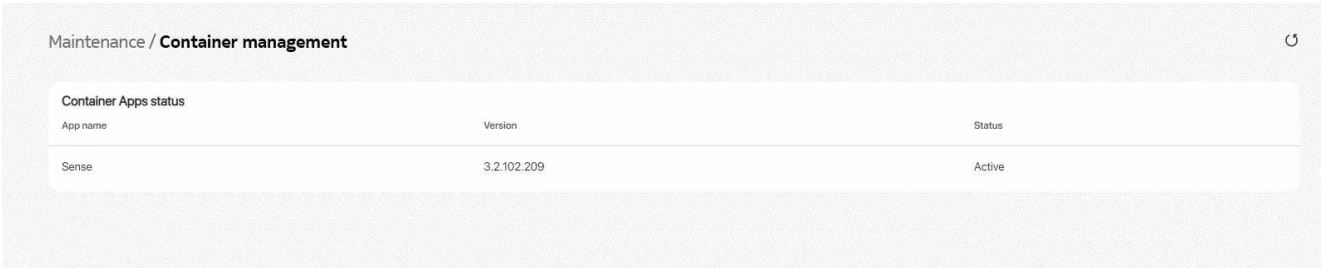 Maintenance / Container management
Container Apps status
App name Version Status
Sense 3.2.102.209 Active